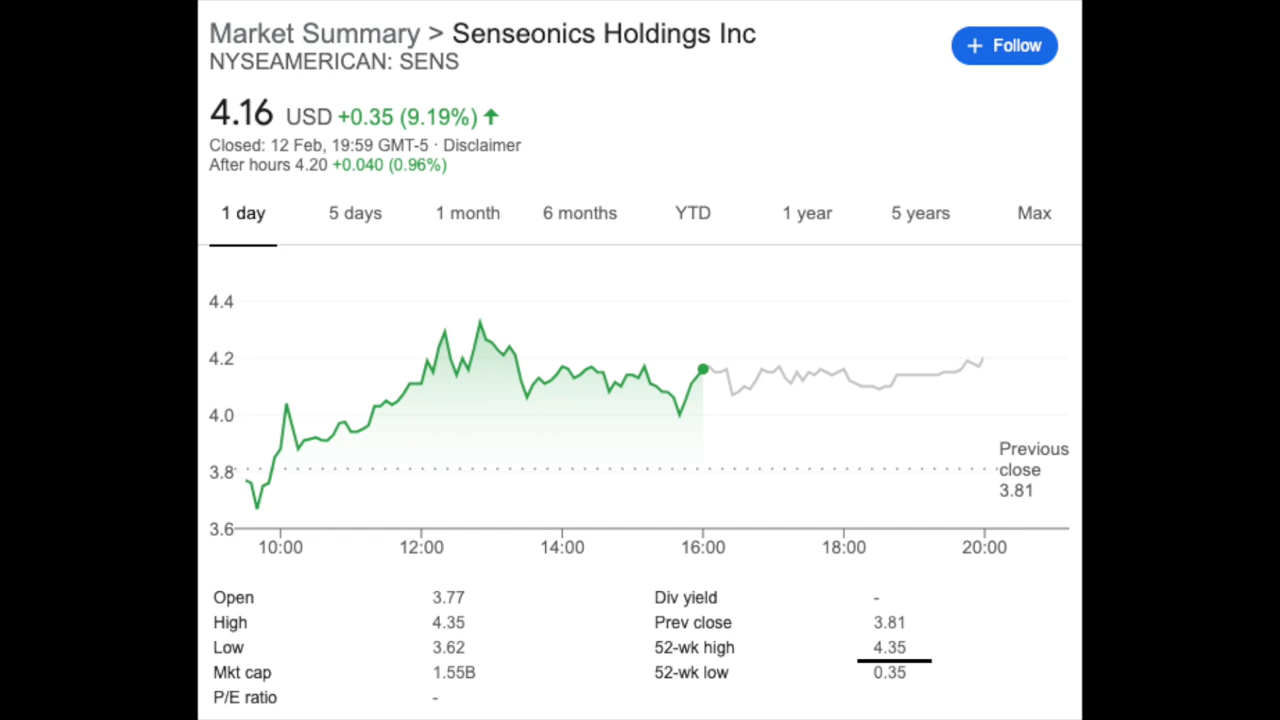 Market Summary > Senseonics Holdings Inc
NYSEAMERICAN: SENS
+ Follow
4.16 USD +0.35 (9.19%) ↑
Closed: 12 Feb, 19:59 GMT-5 · Disclaimer
After hours 4.20 +0.040 (0.96%)
1 day 5 days 1 month 6 months YTD 1 year 5 years Max
4.4
4.2
4.0
3.8
3.6
Previous
close
3.81
10:00 12:00 14:00 16:00 18:00 20:00
Open 3.77 Div yield -
High 4.35 Prev close 3.81
Low 3.62 52-wk high 4.35
Mkt cap 1.55B 52-wk low 0.35
P/E ratio -